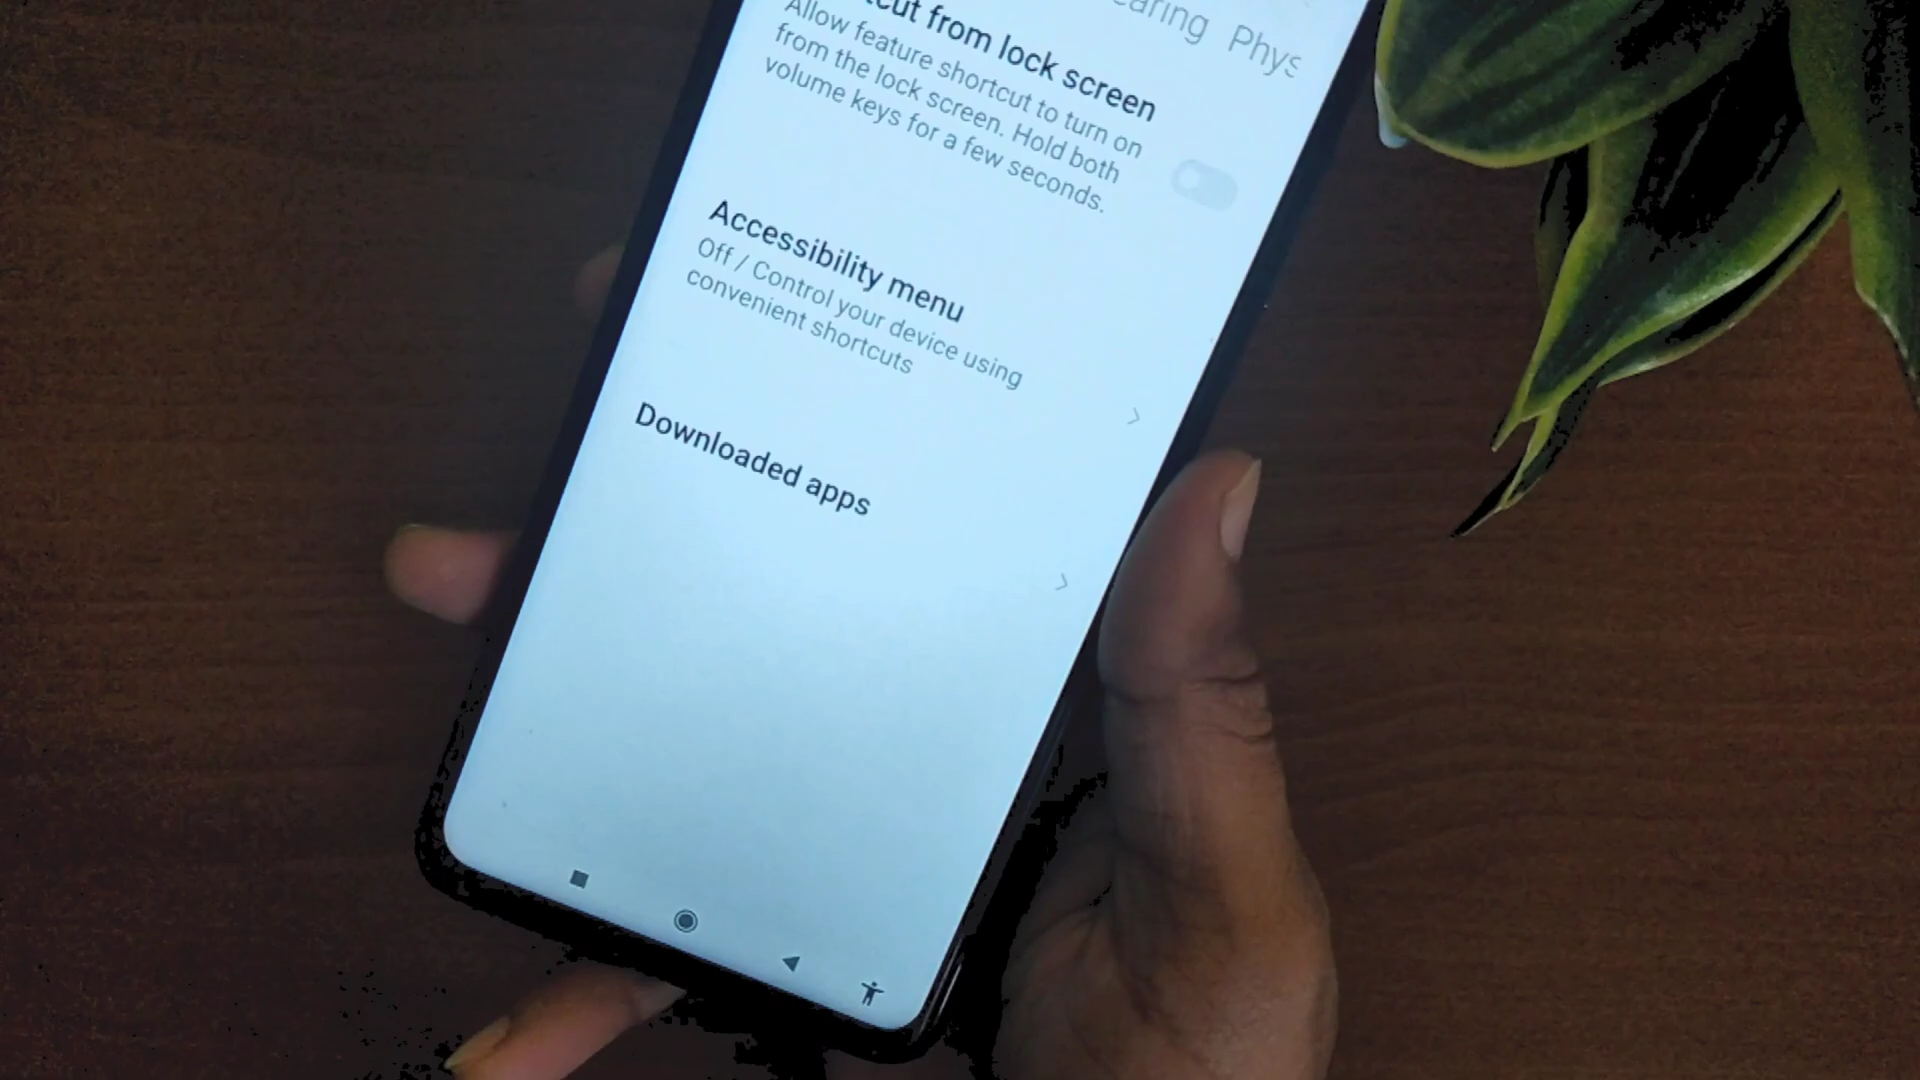 Phys
from lock screen
Allow feature shortcut to turn on
from the lock screen. Hold both
volume keys for a few seconds.
Accessibility menu
Off / Control your device using
convenient shortcuts
Downloaded apps